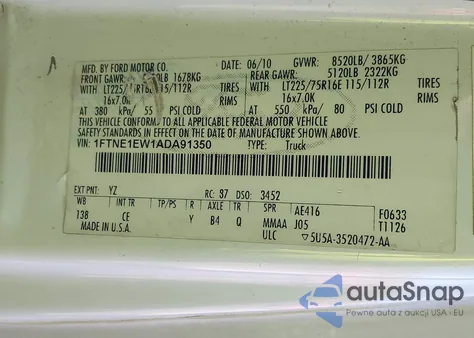 MFD. BY FORD MOTOR CO.
DATE: 06/10 GVWR: 8520LB/ 3865KG
FRONT GAWR: 1678KG REAR GAWR: 5120LB 2322KG
WITH LT225/75R16E 115/112R TIRES WITH LT225/75R16E 115/112R TIRES
16x7.0K RIMS 16x7.0K RIMS
AT 380 kPa/ 55 PSI COLD AT 550 kPa/ 80 PSI COLD
THIS VEHICLE CONFORMS TO ALL APPLICABLE FEDERAL MOTOR VEHICLE
SAFETY STANDARDS IN EFFECT ON THE DATE OF MANUFACTURE SHOWN ABOVE.
VIN: 1FTNE1EW1ADA91350 TYPE: Truck
EXT PNT: YZ RC: 97 DSO: 3452
WB INT TP/PS R AXLE TR SPR AE416 F0633
138 CE Y B4 Q MMAA J05 T1126
MADE IN U.S.A. ULC 5U5A-3520472-AA
autoSnap
Pewne auta z aukcji USA - EU